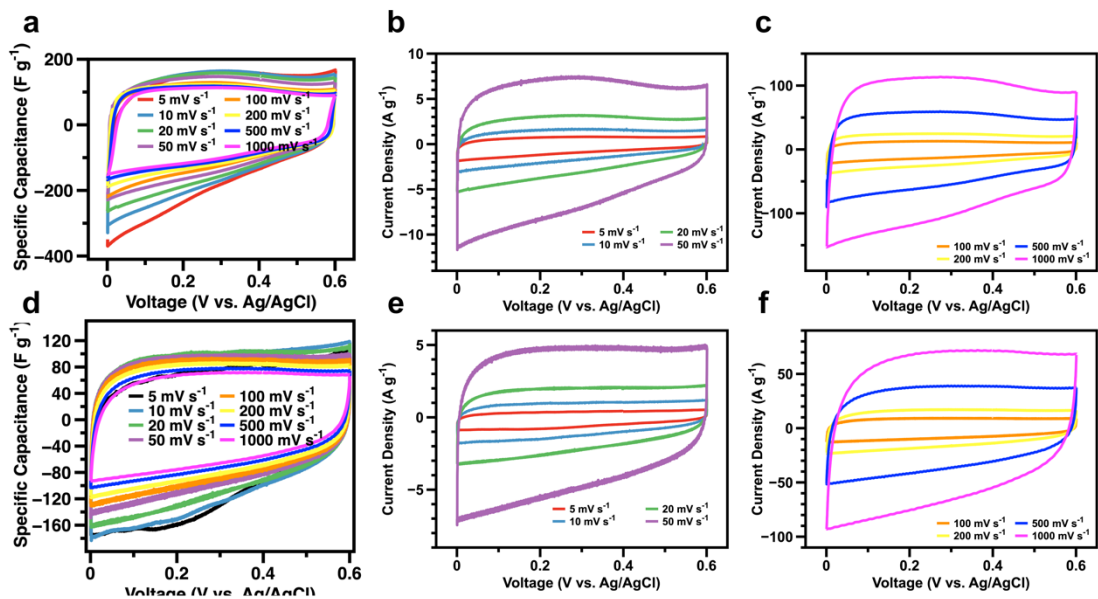 a
Specific Capacitance (F g⁻¹)
200
0
−200
−400
5 mV s⁻¹
10 mV s⁻¹
20 mV s⁻¹
50 mV s⁻¹
100 mV s⁻¹
200 mV s⁻¹
500 mV s⁻¹
1000 mV s⁻¹
0 0.2 0.4 0.6
Voltage (V vs. Ag/AgCl)
b
Current Density (A g⁻¹)
10
5
0
−5
−10
5 mV s⁻¹
10 mV s⁻¹
20 mV s⁻¹
50 mV s⁻¹
0 0.2 0.4 0.6
Voltage (V vs. Ag/AgCl)
c
Current Density (A g⁻¹)
100
50
0
−50
−100
100 mV s⁻¹
200 mV s⁻¹
500 mV s⁻¹
1000 mV s⁻¹
0 0.2 0.4 0.6
Voltage (V vs. Ag/AgCl)
d
Specific Capacitance (F g⁻¹)
120
80
40
0
−40
−80
−120
−160
5 mV s⁻¹
10 mV s⁻¹
20 mV s⁻¹
50 mV s⁻¹
100 mV s⁻¹
200 mV s⁻¹
500 mV s⁻¹
1000 mV s⁻¹
0 0.2 0.4 0.6
Voltage (V vs. Ag/AgCl)
e
Current Density (A g⁻¹)
5
0
−5
5 mV s⁻¹
10 mV s⁻¹
20 mV s⁻¹
50 mV s⁻¹
0 0.2 0.4 0.6
Voltage (V vs. Ag/AgCl)
f
Current Density (A g⁻¹)
50
0
−50
−100
100 mV s⁻¹
200 mV s⁻¹
500 mV s⁻¹
1000 mV s⁻¹
0 0.2 0.4 0.6
Voltage (V vs. Ag/AgCl)